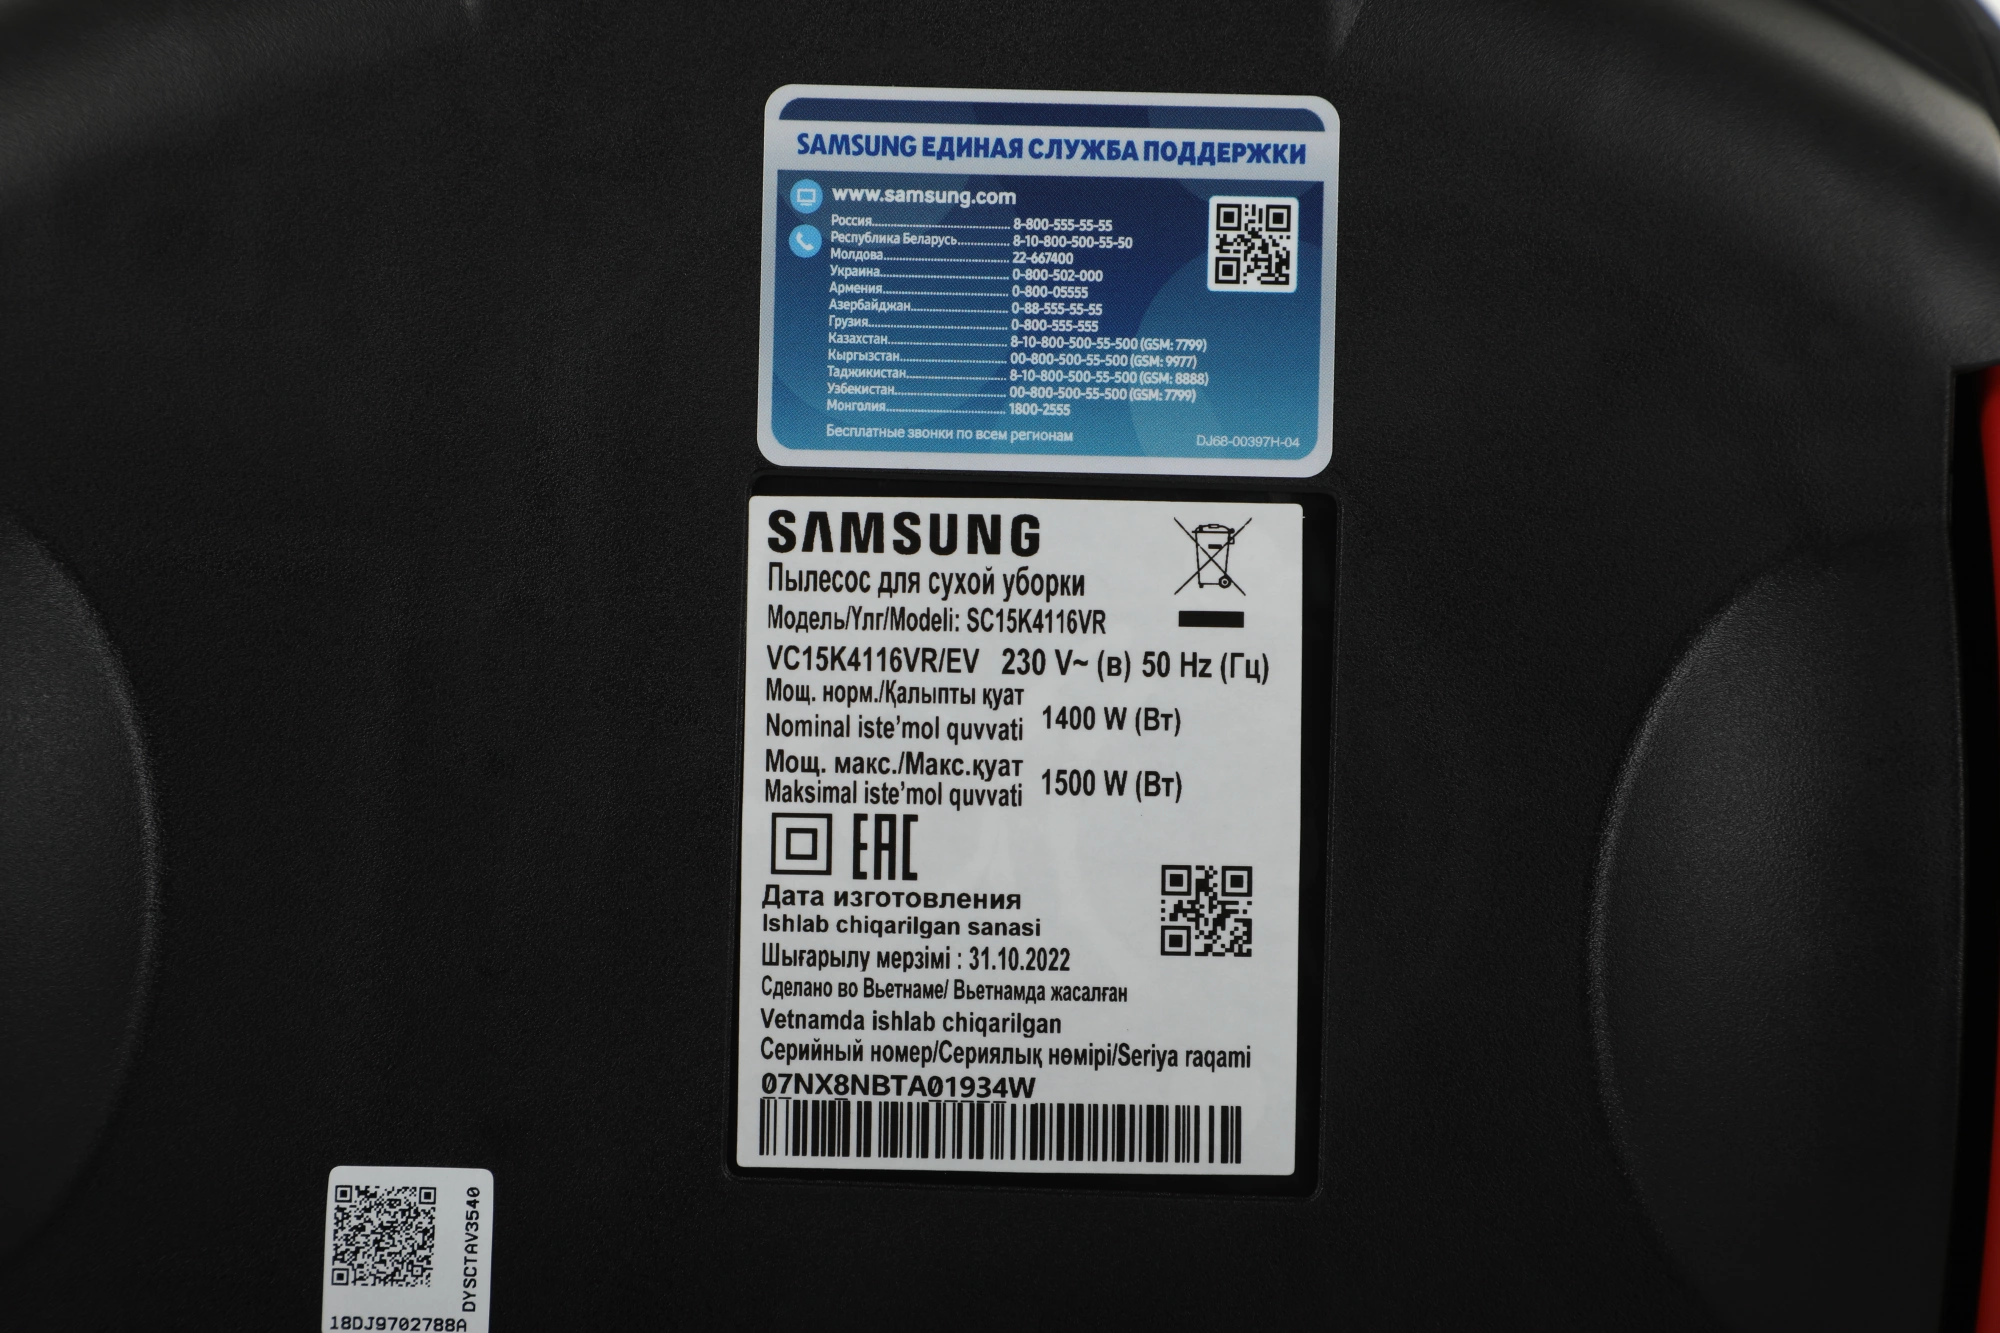 SAMSUNG ЕДИНАЯ СЛУЖБА ПОДДЕРЖКИ
www.samsung.com
Россия 8-800-555-55-55
Республика Беларусь 8-10-800-500-55-50
Молдова 22-667400
Украина 0-800-502-000
Армения 0-800-05555
Азербайджан 0-88-555-55-55
Грузия 0-800-555-555
Казахстан 8-10-800-500-55-500 (GSM: 7799)
Кыргызстан 00-800-500-55-500 (GSM: 9977)
Таджикистан 8-10-800-500-55-500 (GSM: 8888)
Узбекистан 00-800-500-55-500 (GSM: 7799)
Монголия 1800-2555
Бесплатные звонки по всем регионам
DJ68-00397H-04
SAMSUNG
Пылесос для сухой уборки
Модель/Үлг/Modeli: SC15K4116VR
VC15K4116VR/EV 230 V~ (в) 50 Hz (Гц)
Мощ. норм./Қалыпты қуат
Nominal iste’mol quvvati 1400 W (Вт)
Мощ. макс./Макс.қуат
Maksimal iste’mol quvvati 1500 W (Вт)
EAC
Дата изготовления
Ishlab chiqarilgan sanasi
Шығарылу мерзімі : 31.10.2022
Сделано во Вьетнаме/ Вьетнамда жасалған
Vetnamda ishlab chiqarilgan
Серийный номер/Сериялық нөмірі/Seriya raqami
07NX8NBTA01934W
DYSCTAV3540
18DJ9702788A